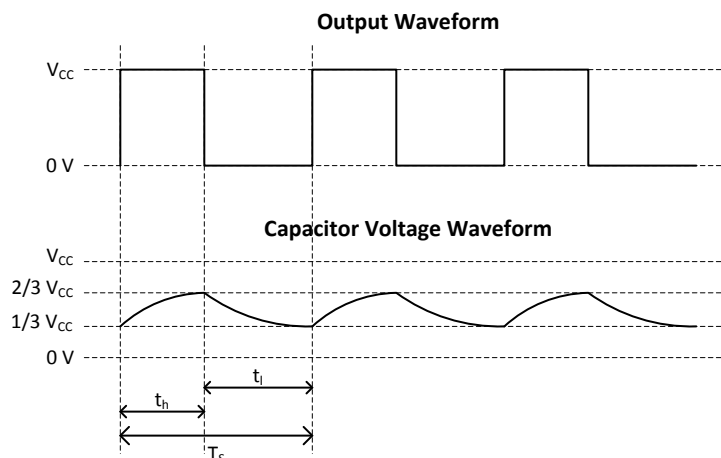 Output Waveform
VCC
0 V
Capacitor Voltage Waveform
VCC
2/3 VCC
1/3 VCC
0 V
tl
th
Ts